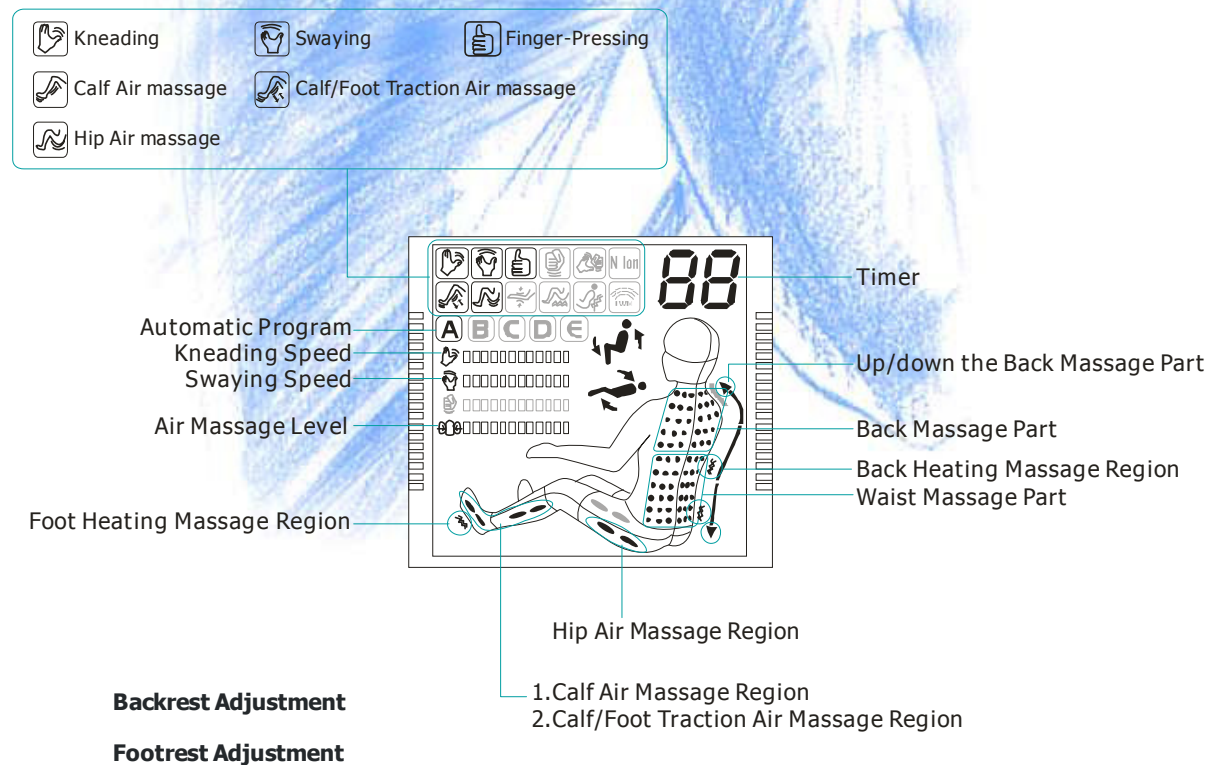 Kneading Swaying Finger-Pressing
Calf Air massage Calf/Foot Traction Air massage
Hip Air massage
N Ion
88
Timer
A B C D E
Automatic Program
Kneading Speed
Swaying Speed
Air Massage Level
Up/down the Back Massage Part
Back Massage Part
Back Heating Massage Region
Waist Massage Part
Foot Heating Massage Region
Hip Air Massage Region
1.Calf Air Massage Region
2.Calf/Foot Traction Air Massage Region
Backrest Adjustment
Footrest Adjustment